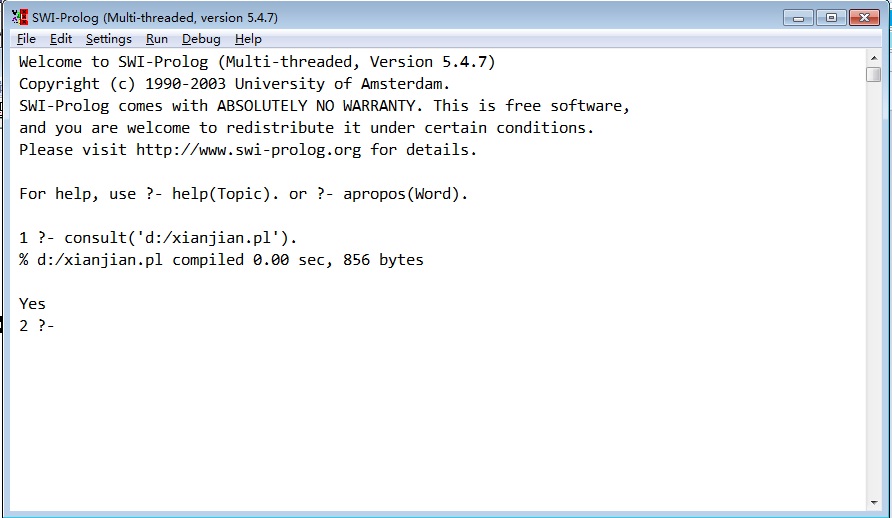 SWI-Prolog (Multi-threaded, version 5.4.7)
File Edit Settings Run Debug Help
Welcome to SWI-Prolog (Multi-threaded, Version 5.4.7)
Copyright (c) 1990-2003 University of Amsterdam.
SWI-Prolog comes with ABSOLUTELY NO WARRANTY. This is free software,
and you are welcome to redistribute it under certain conditions.
Please visit http://www.swi-prolog.org for details.
For help, use ?- help(Topic). or ?- apropos(Word).
1 ?- consult('d:/xianjian.pl').
% d:/xianjian.pl compiled 0.00 sec, 856 bytes
Yes
2 ?-